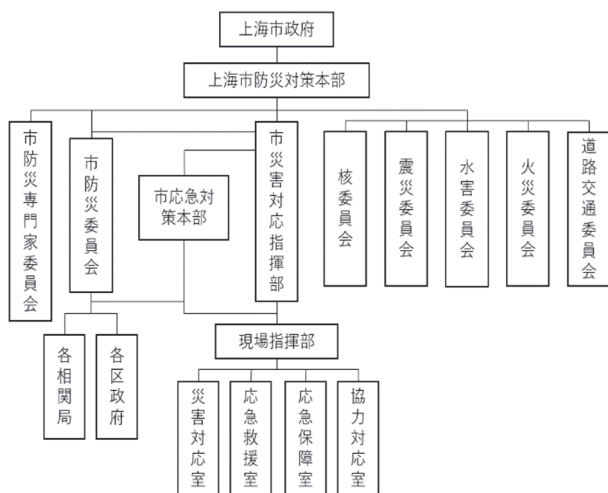 上海市政府
上海市防災対策本部
市防災専門家委員会
市防災委員会
市応急対
策本部
市災害対応指揮部
核委員会
震災委員会
水害委員会
火災委員会
道路交通委員会
各相関局
各区政府
現場指揮部
災害対応室
応急救援室
応急保障室
協力対応室